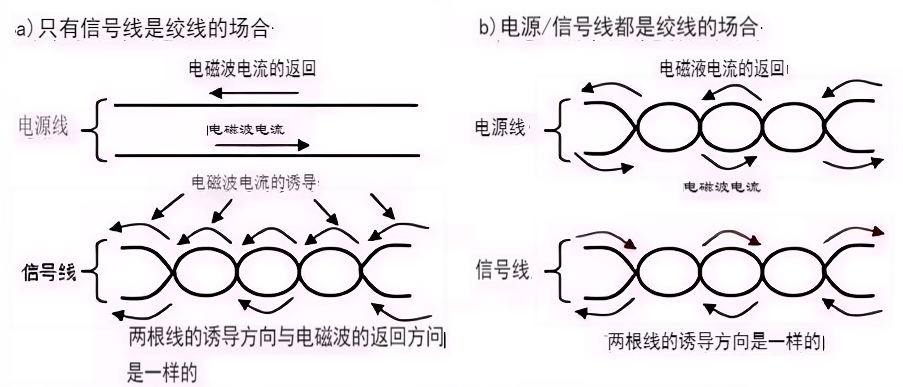 a)只有信号线是绞线的场合
电磁波电流的返回
电源线
电磁波电流
电磁波电流的诱导
信号线
两根线的诱导方向与电磁波的返回方问
是一样的
b)电源/信号线都是绞线的场合
电磁液电流的返回
电源线
电磁波电流
信号线
两根线的诱导方向是一样的